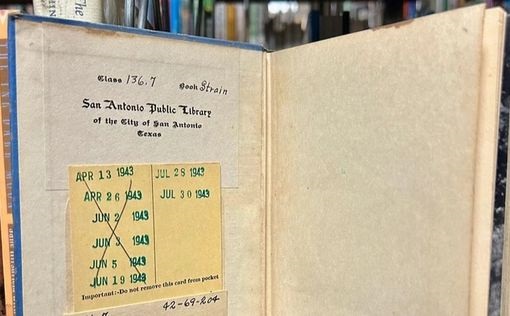 The
Class 136.7 Book Strain
San Antonio Public Library
of the City of San Antonio
Texas
APR 13 1943 JUL 28 1943
APR 26 1943 JUL 30 1943
JUN 2 1943
JUN 3 1943
JUN 5 1943
JUN 19 1943
Important:-Do not remove this card from pocket
42-69-204